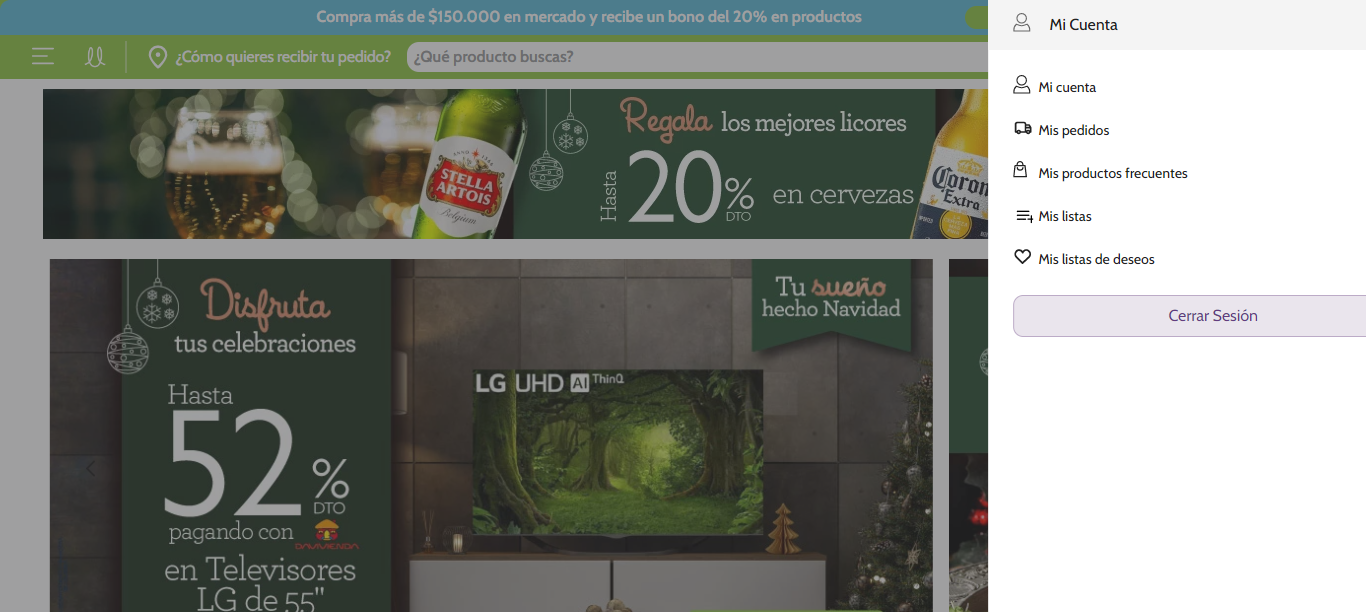 Compra más de $150.000 en mercado y recibe un bono del 20% en productos
Mi Cuenta
¿Cómo quieres recibir tu pedido?
¿Qué producto buscas?
Mi cuenta
Mis pedidos
Mis productos frecuentes
Mis listas
Mis listas de deseos
Cerrar Sesión
STELLA
ARTOIS
Belgium
Regala los mejores licores
Hasta
20%
DTO
en cervezas
Extra
Disfruta
tus celebraciones
Hasta
52%
DTO
pagando con
DAVIVIENDA
en Televisores
LG de 55"
Tu sueño
hecho Navidad
LG UHD AI ThinQ